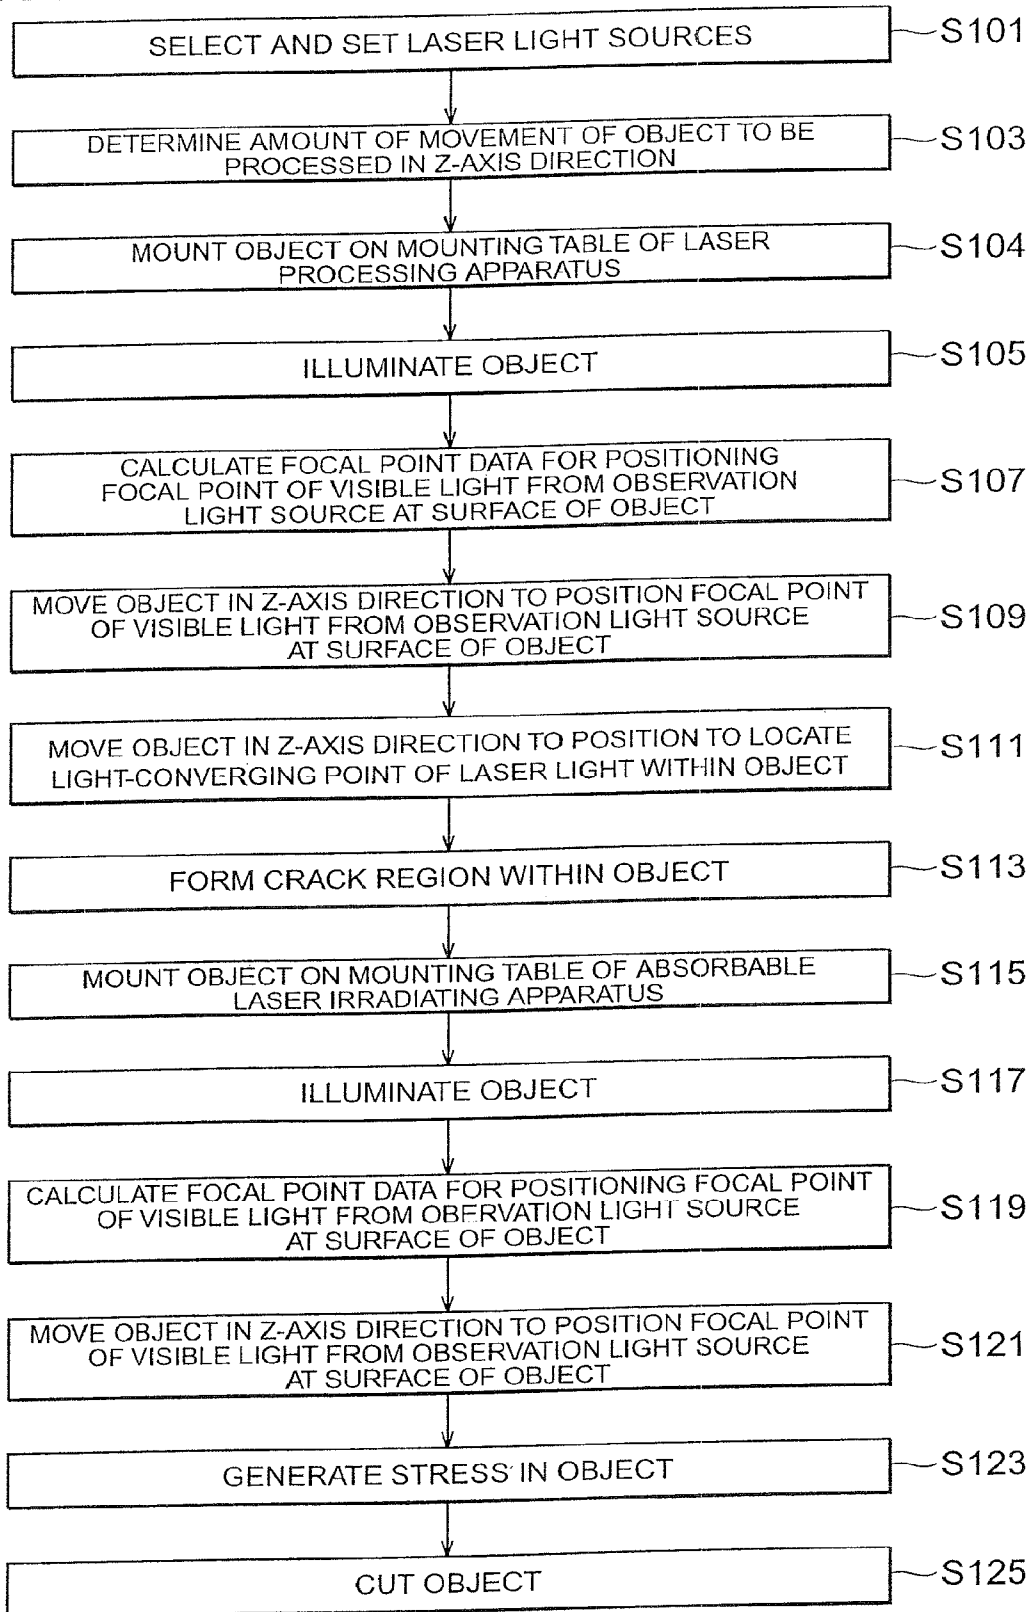 SELECT AND SET LASER LIGHT SOURCES
S101
DETERMINE AMOUNT OF MOVEMENT OF OBJECT TO BE
PROCESSED IN Z-AXIS DIRECTION
S103
MOUNT OBJECT ON MOUNTING TABLE OF LASER
PROCESSING APPARATUS
S104
ILLUMINATE OBJECT
S105
CALCULATE FOCAL POINT DATA FOR POSITIONING
FOCAL POINT OF VISIBLE LIGHT FROM OBSERVATION
LIGHT SOURCE AT SURFACE OF OBJECT
S107
MOVE OBJECT IN Z-AXIS DIRECTION TO POSITION FOCAL POINT
OF VISIBLE LIGHT FROM OBSERVATION LIGHT SOURCE
AT SURFACE OF OBJECT
S109
MOVE OBJECT IN Z-AXIS DIRECTION TO POSITION TO LOCATE
LIGHT-CONVERGING POINT OF LASER LIGHT WITHIN OBJECT
S111
FORM CRACK REGION WITHIN OBJECT
S113
MOUNT OBJECT ON MOUNTING TABLE OF ABSORBABLE
LASER IRRADIATING APPARATUS
S115
ILLUMINATE OBJECT
S117
CALCULATE FOCAL POINT DATA FOR POSITIONING FOCAL POINT
OF VISIBLE LIGHT FROM OBERVATION LIGHT SOURCE
AT SURFACE OF OBJECT
S119
MOVE OBJECT IN Z-AXIS DIRECTION TO POSITION FOCAL POINT
OF VISIBLE LIGHT FROM OBSERVATION LIGHT SOURCE
AT SURFACE OF OBJECT
S121
GENERATE STRESS IN OBJECT
S123
CUT OBJECT
S125